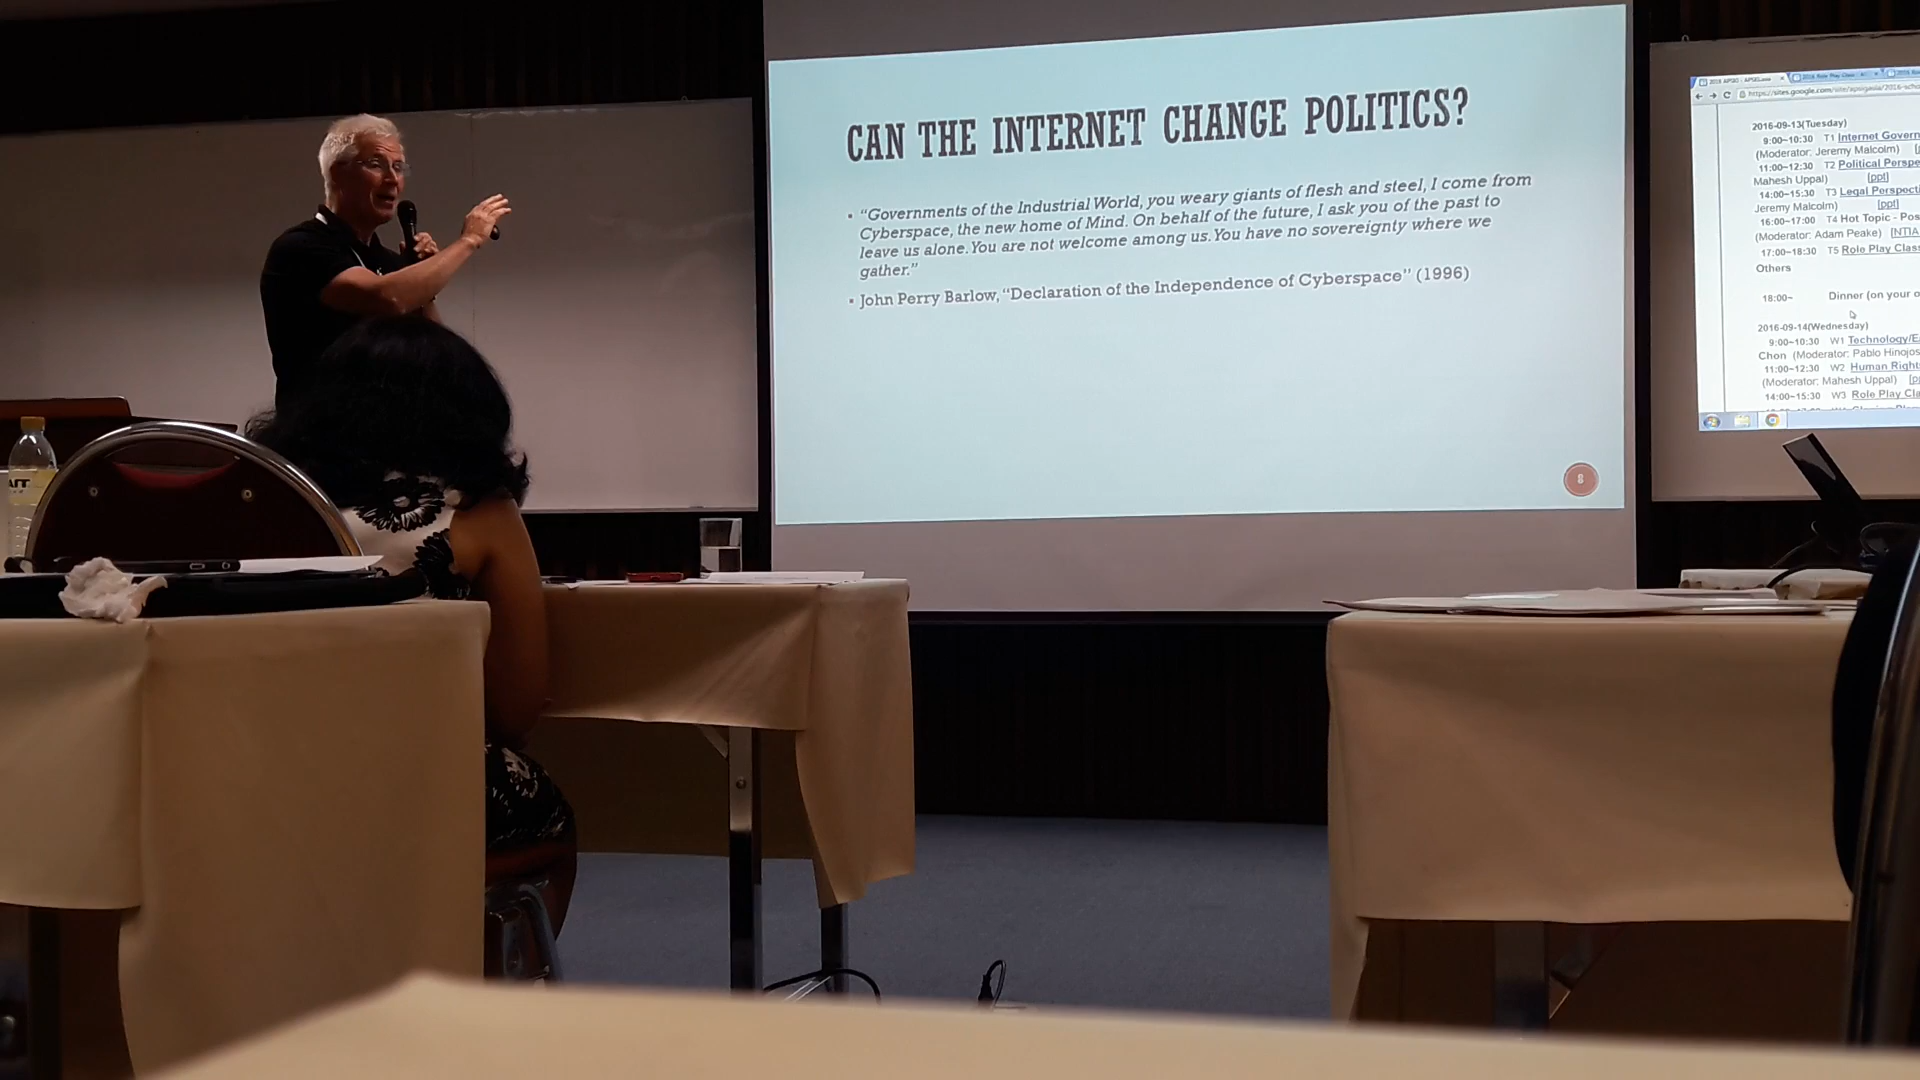 CAN THE INTERNET CHANGE POLITICS?
"Governments of the Industrial World, you weary giants of flesh and steel, I come from
Cyberspace, the new home of Mind. On behalf of the future, I ask you of the past to
leave us alone. You are not welcome among us. You have no sovereignty where we
gather."
John Perry Barlow, "Declaration of the Independence of Cyberspace" (1996)
8
2016-09-13(Tuesday)
9:00~10:30 T1 Internet Govern
(Moderator: Jeremy Malcolm)
11:00~12:30 T2 Political Perspe
Mahesh Uppal) [ppt]
14:00~15:30 T3 Legal Perspecti
Jeremy Malcolm) [ppt]
16:00~17:00 T4 Hot Topic - Pos
(Moderator: Adam Peake) [NTIA
17:00~18:30 T5 Role Play Clas
Others
18:00~ Dinner (on your o
2016-09-14(Wednesday)
9:00~10:30 W1 Technology/E
Chon (Moderator: Pablo Hinojos
11:00~12:30 W2 Human Right
(Moderator: Mahesh Uppal)
14:00~15:30 W3 Role Play Cla
AIT